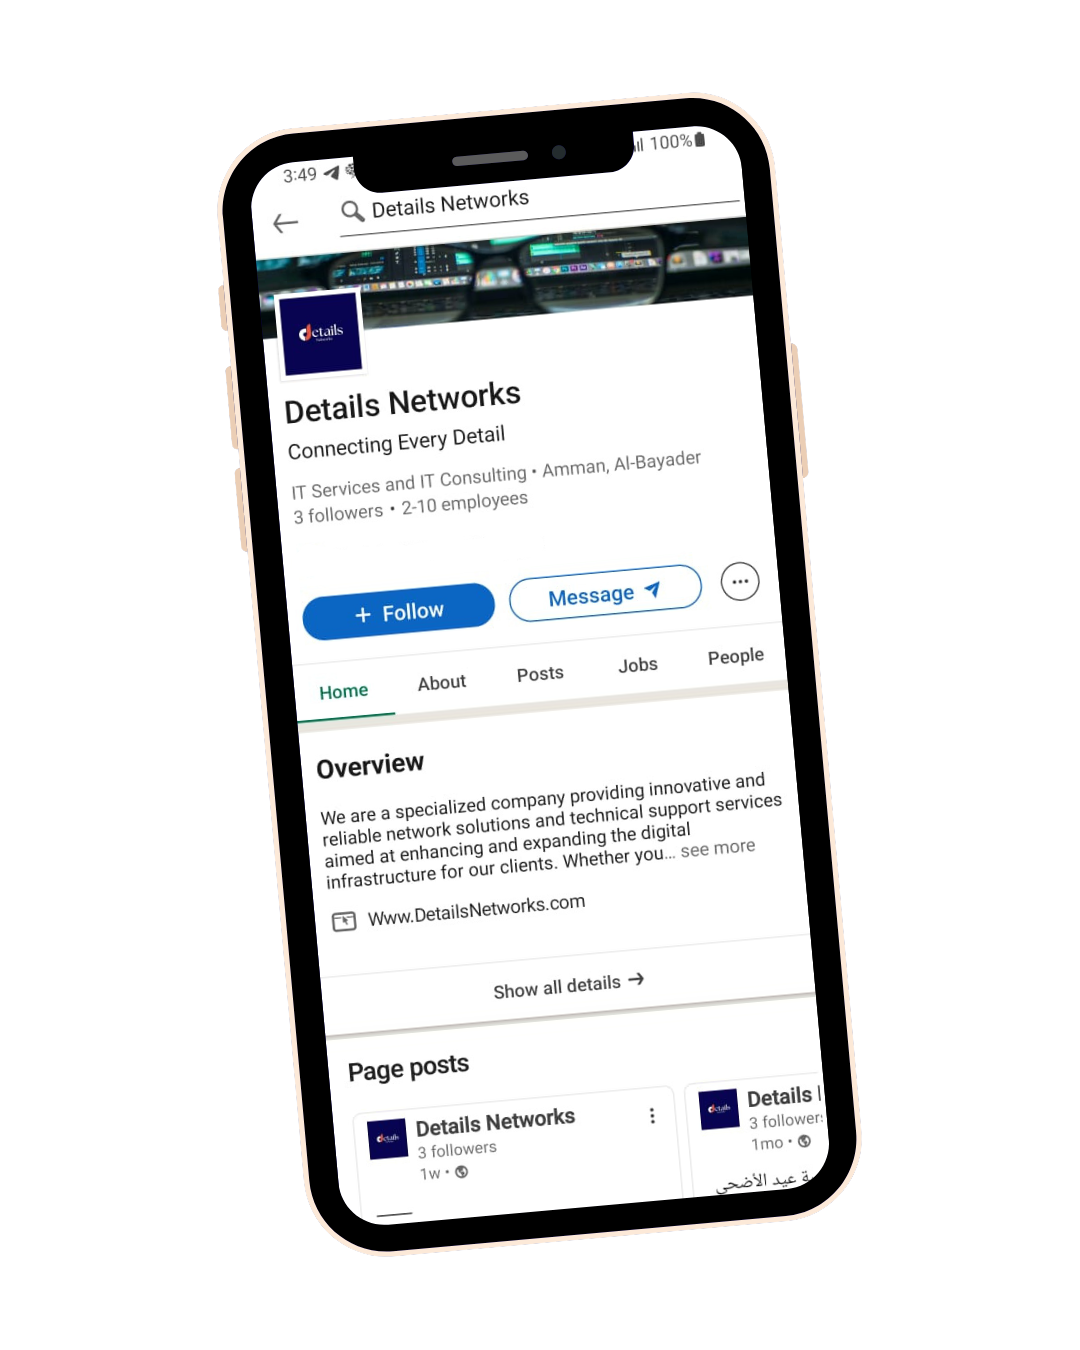 3:49
100%
Details Networks
details
Details Networks
Connecting Every Detail
IT Services and IT Consulting • Amman, Al-Bayader
3 followers • 2-10 employees
+ Follow
Message
Home
About
Posts
Jobs
People
Overview
We are a specialized company providing innovative and
reliable network solutions and technical support services
aimed at enhancing and expanding the digital
infrastructure for our clients. Whether you... see more
Www.DetailsNetworks.com
Show all details →
Page posts
details
Details Networks
3 followers
1w •
details
Details
3 followers
1mo •
عيد الأضحى